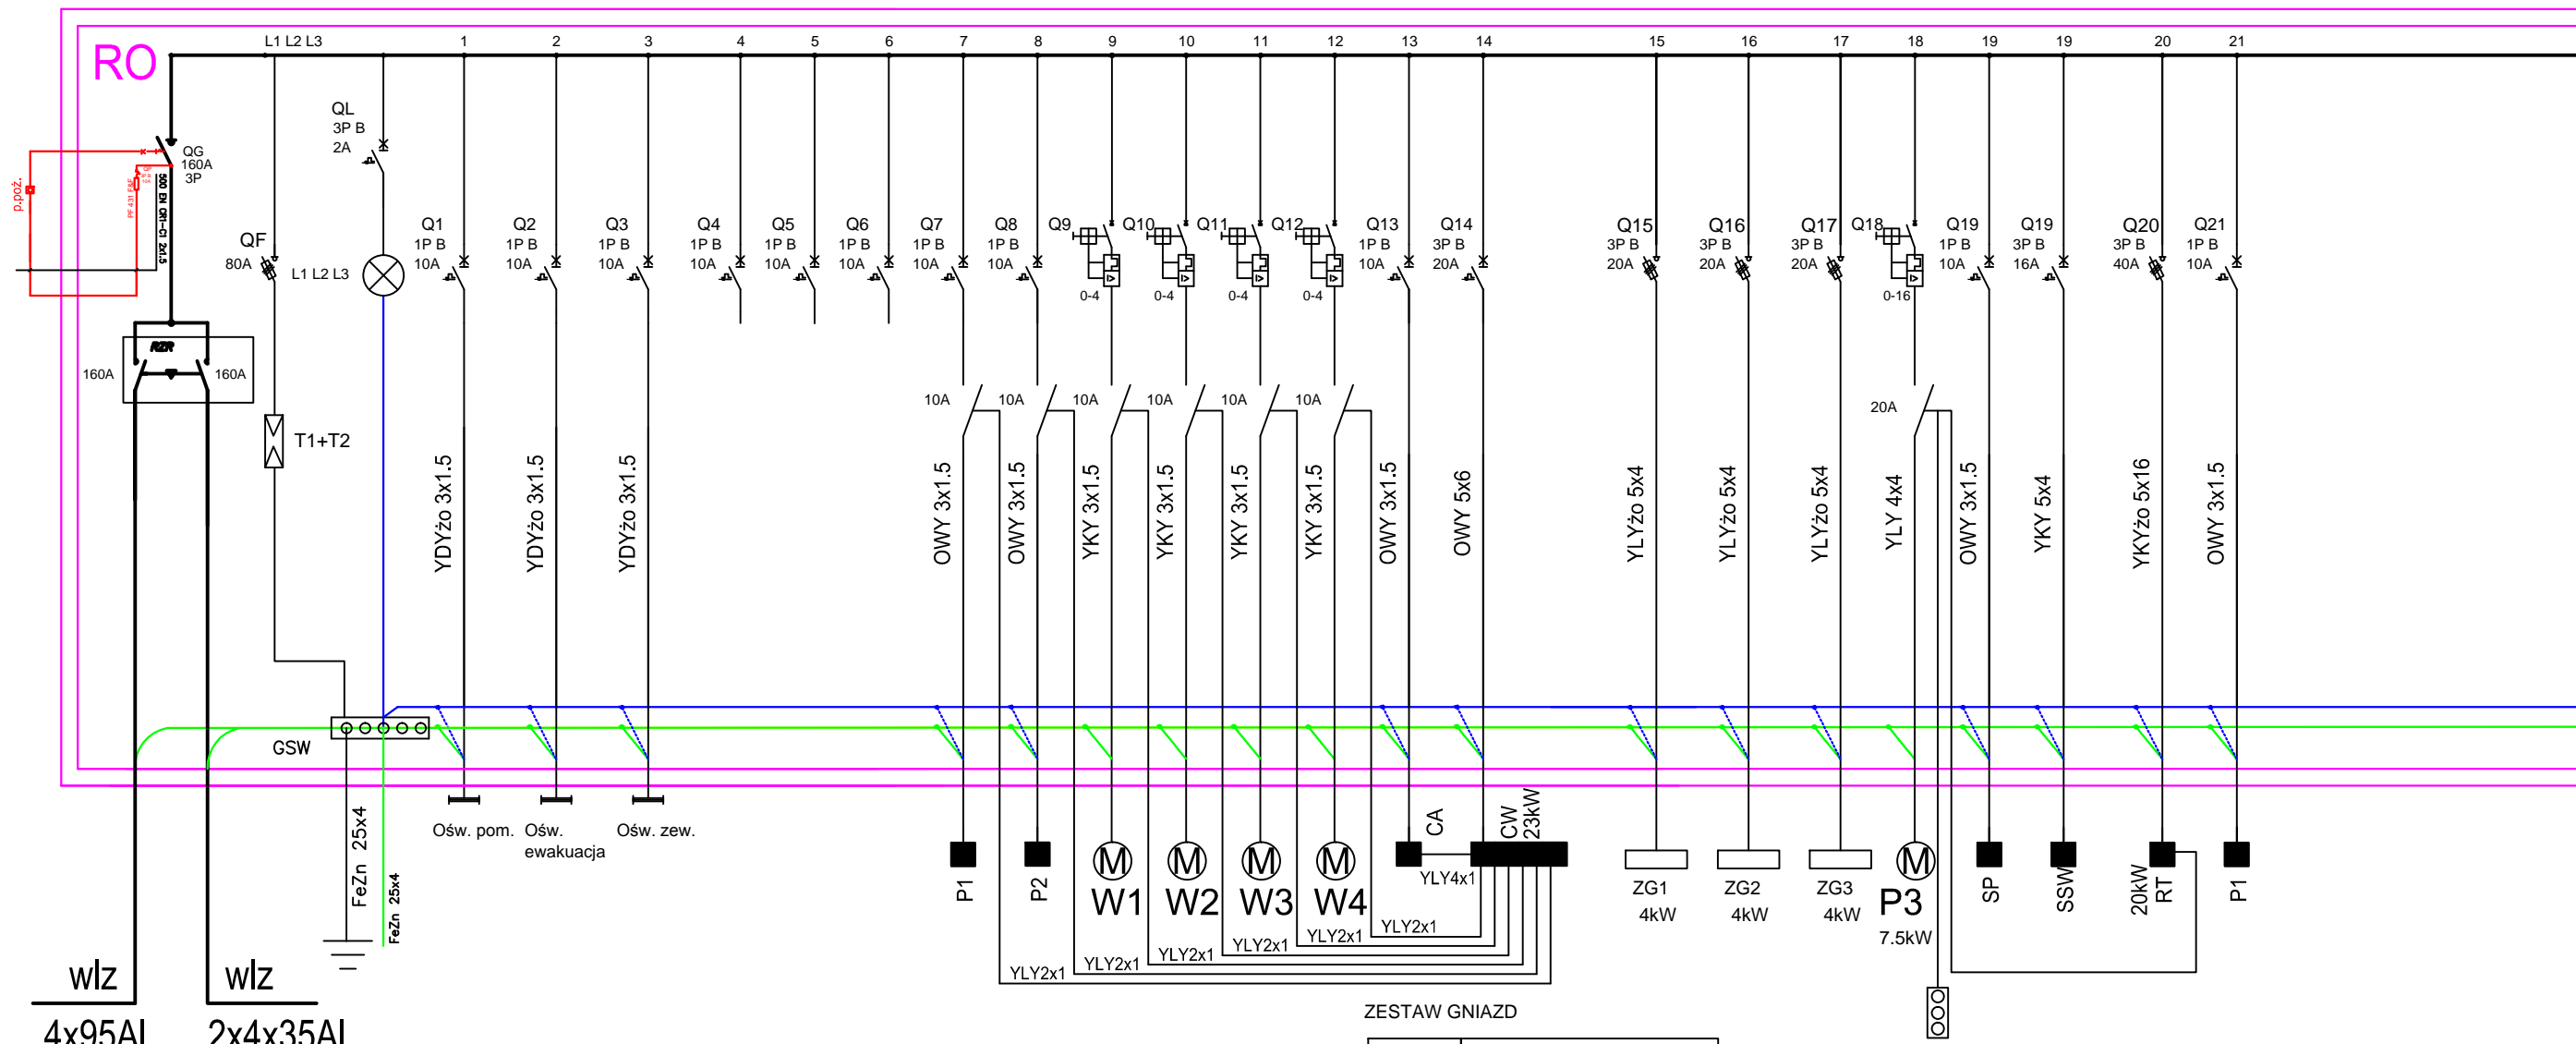 RO
L1 L2 L3
1 2 3 4 5 6 7 8 9 10 11 12 13 14 15 16 17 18 19 19 20 21
p.poż.
QG
160A
3P
PF 431 F&F
500 EN OR1-C1 2x1.5
QL
3P B
2A
QF
80A
L1 L2 L3
Q1
1P B
10A
Q2
1P B
10A
Q3
1P B
10A
Q4
1P B
10A
Q5
1P B
10A
Q6
1P B
10A
Q7
1P B
10A
Q8
1P B
10A
Q9
0-4
Q10
0-4
Q11
0-4
Q12
0-4
Q13
1P B
10A
Q14
3P B
20A
Q15
3P B
20A
Q16
3P B
20A
Q17
3P B
20A
Q18
0-16
Q19
1P B
10A
Q19
3P B
16A
Q20
3P B
40A
Q21
1P B
10A
RZR
160A
160A
10A 10A 10A 10A 10A 10A
20A
T1+T2
YDYżo 3x1.5
YDYżo 3x1.5
YDYżo 3x1.5
OWY 3x1.5
OWY 3x1.5
YKY 3x1.5
YKY 3x1.5
YKY 3x1.5
YKY 3x1.5
OWY 3x1.5
OWY 5x6
YLYżo 5x4
YLYżo 5x4
YLYżo 5x4
YLY 4x4
OWY 3x1.5
YKY 5x4
YKYżo 5x16
OWY 3x1.5
GSW
FeZn 25x4
FeZn 25x4
Ośw. pom.
Ośw.
ewakuacja
Ośw. zew.
P1
P2
W1
W2
W3
W4
CA
CW
23kW
YLY4x1
YLY2x1
YLY2x1
YLY2x1
YLY2x1
YLY2x1
YLY2x1
ZG1
4kW
ZG2
4kW
ZG3
4kW
P3
7.5kW
SP
SSW
20kW
RT
P1
wlz
4x95Al
wlz
2x4x35Al
ZESTAW GNIAZD